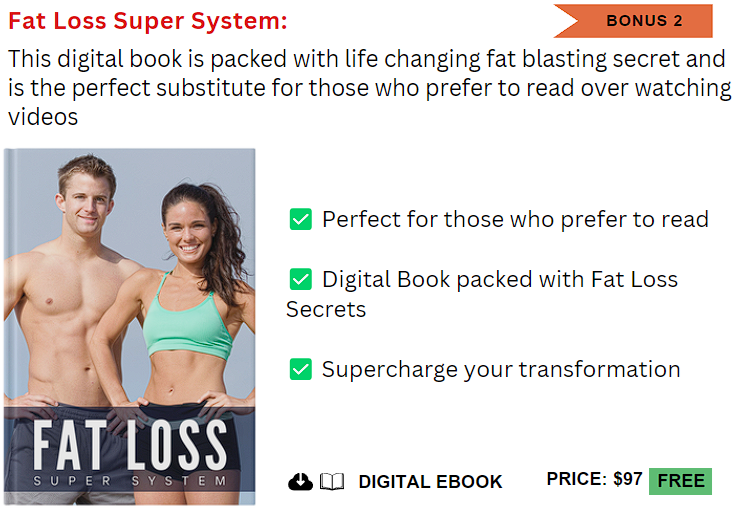 Fat Loss Super System:
BONUS 2
This digital book is packed with life changing fat blasting secret and
is the perfect substitute for those who prefer to read over watching
videos
Perfect for those who prefer to read
Digital Book packed with Fat Loss
Secrets
Supercharge your transformation
FAT LOSS
SUPER SYSTEM
DIGITAL EBOOK
PRICE: $97 FREE